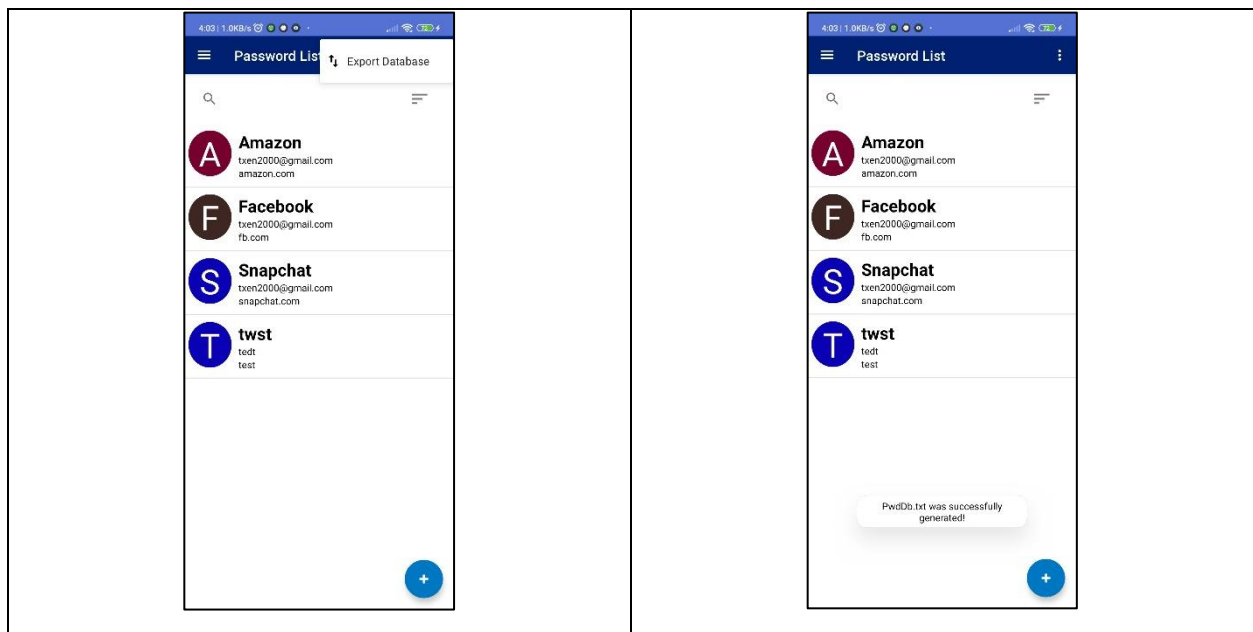 4:03 | 1.0KB/s
72
Password Lis
Export Database
A
Amazon
txen2000@gmail.com
amazon.com
F
Facebook
txen2000@gmail.com
fb.com
S
Snapchat
txen2000@gmail.com
snapchat.com
T
twst
tedt
test
+
4:03 | 1.0KB/s
72
Password List
A
Amazon
txen2000@gmail.com
amazon.com
F
Facebook
txen2000@gmail.com
fb.com
S
Snapchat
txen2000@gmail.com
snapchat.com
T
twst
tedt
test
PwdDb.txt was successfully
generated!
+